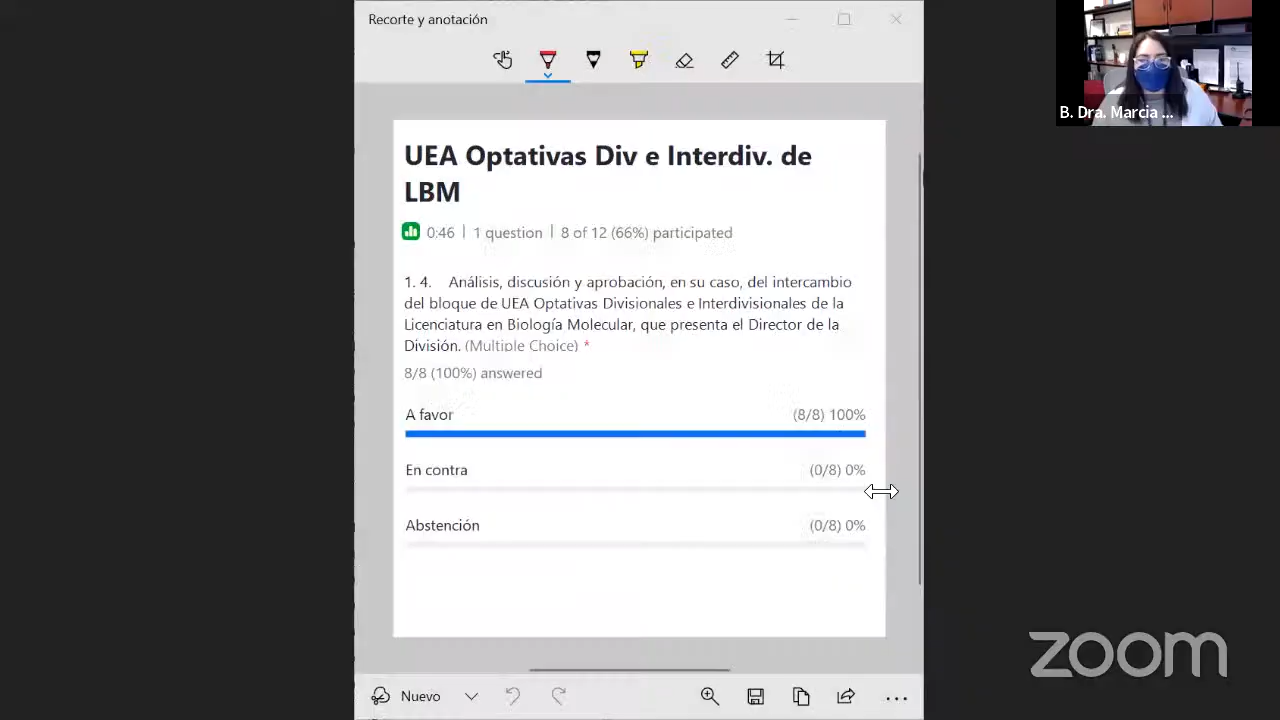 Recorte y anotación
B. Dra. Marcia ...
UEA Optativas Div e Interdiv. de
LBM
0:46 | 1 question | 8 of 12 (66%) participated
1. 4. Análisis, discusión y aprobación, en su caso, del intercambio
del bloque de UEA Optativas Divisionales e Interdivisionales de la
Licenciatura en Biología Molecular, que presenta el Director de la
División. (Multiple Choice) *
8/8 (100%) answered
A favor (8/8) 100%
En contra (0/8) 0%
Abstención (0/8) 0%
zoom
Nuevo